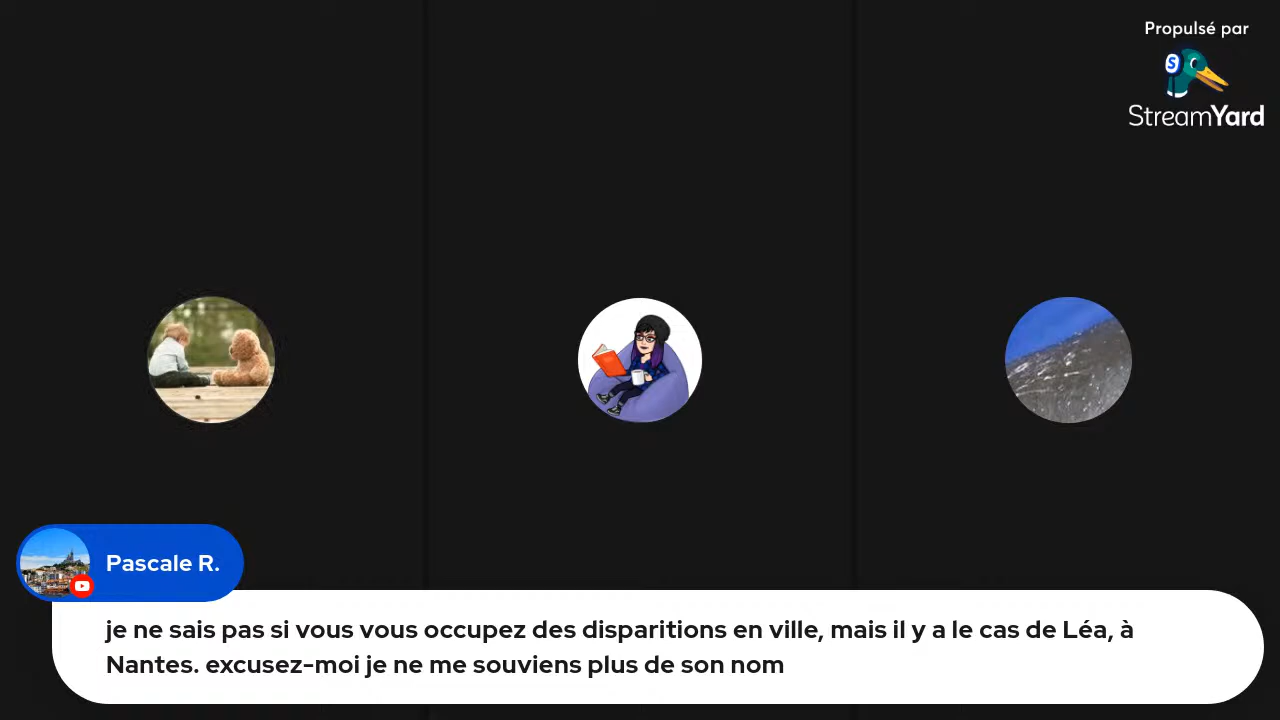 Propulsé par
S
StreamYard
Pascale R.
je ne sais pas si vous vous occupez des disparitions en ville, mais il y a le cas de Léa, à
Nantes. excusez-moi je ne me souviens plus de son nom